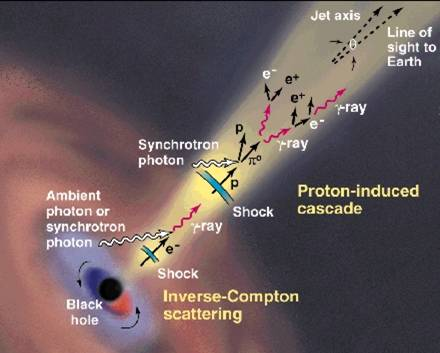 Jet axis
Line of
sight to
Earth
θ
e-
e+
e+
e-
γ-ray
γ-ray
p
πo
p
Synchrotron
photon
Shock
Proton-induced
cascade
Ambient
photon or
synchrotron
photon
γ-ray
e-
Shock
Inverse-Compton
scattering
Black
hole